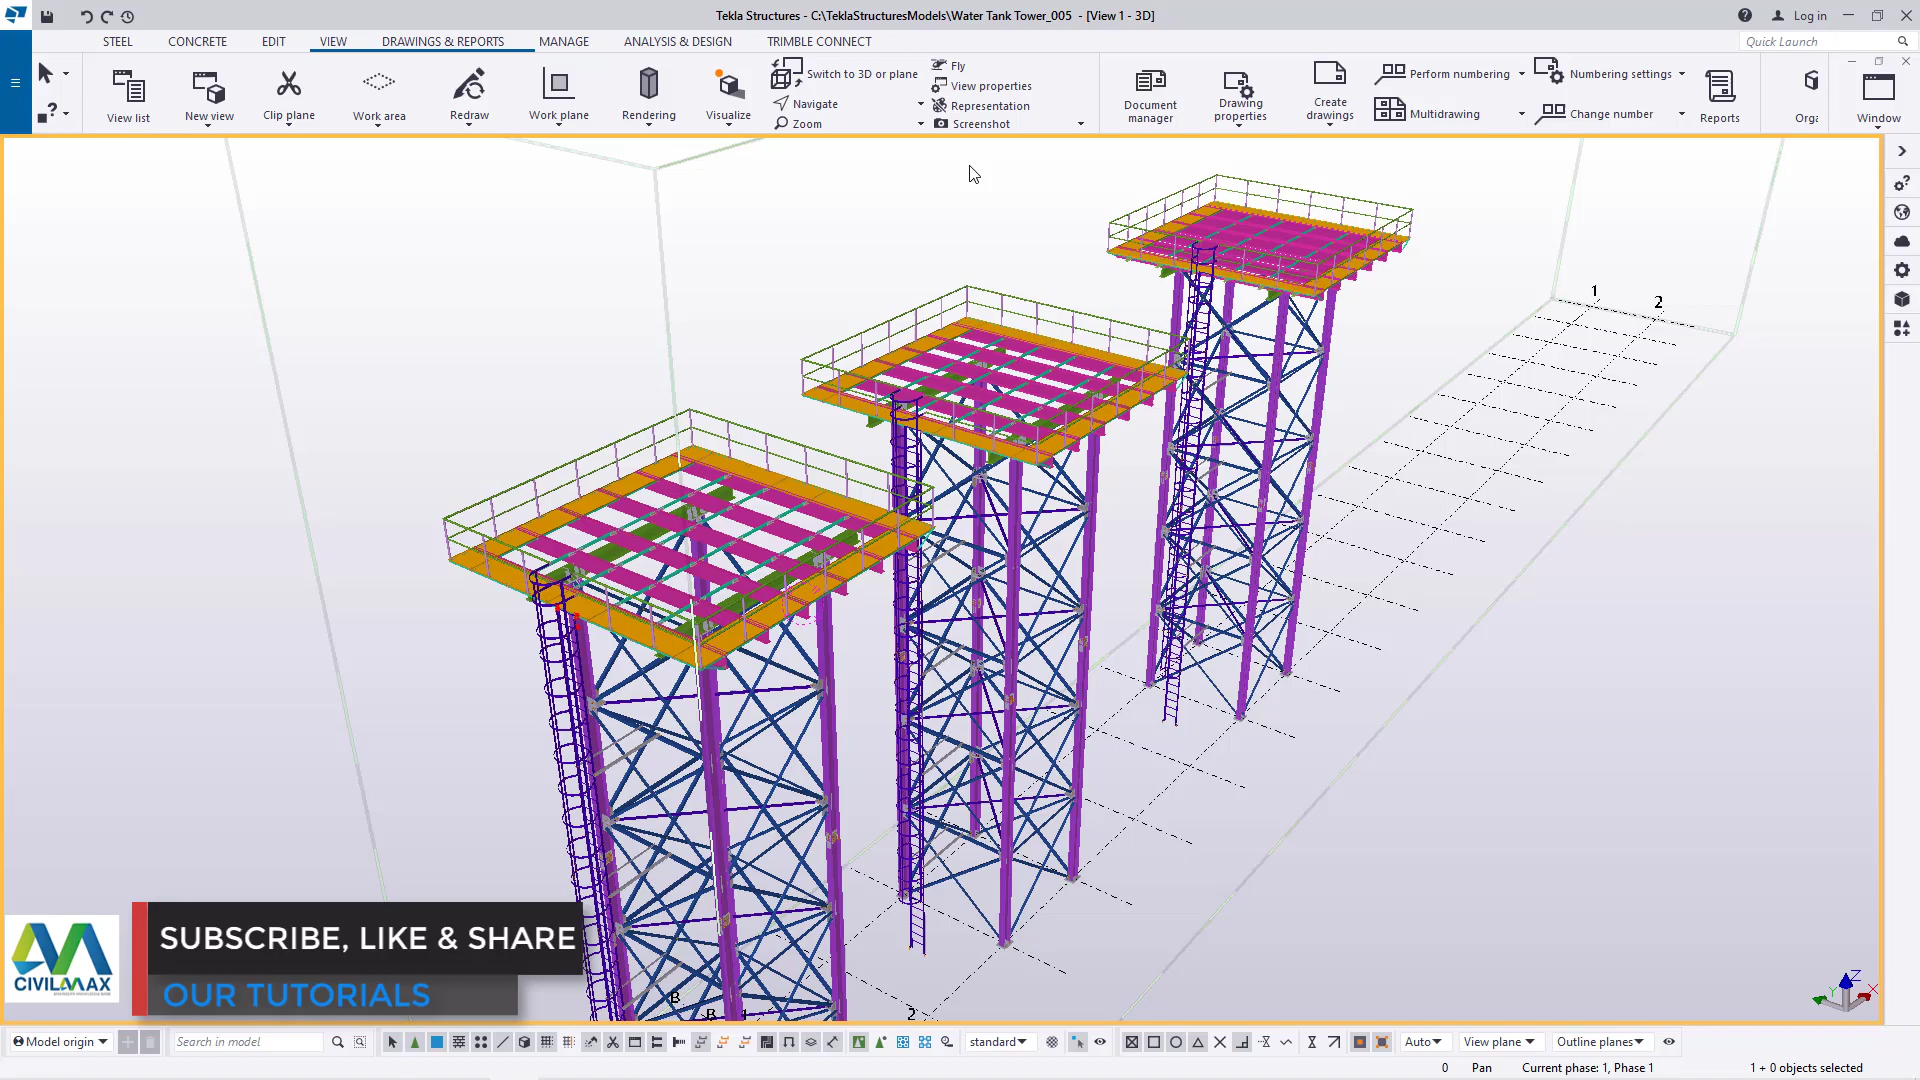 Tekla Structures - C:\TeklaStructuresModels\Water Tank Tower_005 - [View 1 - 3D]
Log in
STEEL CONCRETE EDIT VIEW DRAWINGS & REPORTS MANAGE ANALYSIS & DESIGN TRIMBLE CONNECT
Quick Launch
View list
New view
Clip plane
Work area
Redraw
Work plane
Rendering
Visualize
Switch to 3D or plane
Navigate
Zoom
Fly
View properties
Representation
Screenshot
Document manager
Drawing properties
Create drawings
Perform numbering
Multidrawing
Numbering settings
Change number
Reports
Orga
Window
1
2
B
B 1
2
Z
Y
X
CIVILMAX
SUBSCRIBE, LIKE & SHARE
OUR TUTORIALS
Model origin
Search in model
standard
Auto
View plane
Outline planes
0 Pan Current phase: 1, Phase 1 1 + 0 objects selected